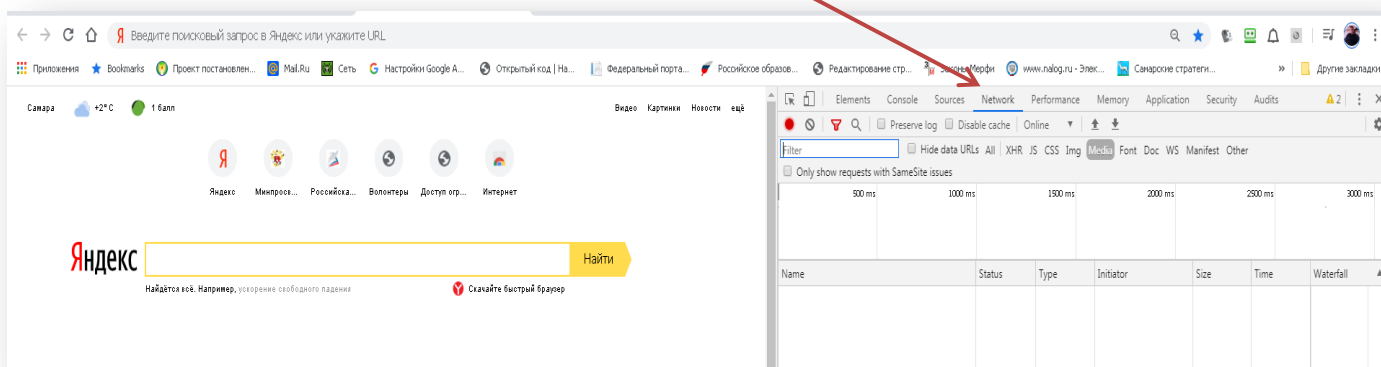 Я Введите поисковый запрос в Яндекс или укажите URL
Приложения Bookmarks Проект постановлен... Mail.Ru Сеть G Настройки Google А... Открытый код | На... Федеральный порта... Российское образов... Редактирование стр... Законы Мерфи www.nalog.ru - Элек... Самарские стратеги... » Другие закладки
Самара +2° C 1 балл Видео Картинки Новости ещё
Elements Console Sources Network Performance Memory Application Security Audits 2
Preserve log Disable cache Online
Filter Hide data URLs All XHR JS CSS Img Media Font Doc WS Manifest Other
Only show requests with SameSite issues
500 ms 1000 ms 1500 ms 2000 ms 2500 ms 3000 ms
Я
Яндекс Минпросв... Российска... Волонтеры Доступ огр... Интернет
Яндекс Найти
Найдётся всё. Например, ускорение свободного падения Скачайте быстрый браузер
Name Status Type Initiator Size Time Waterfall